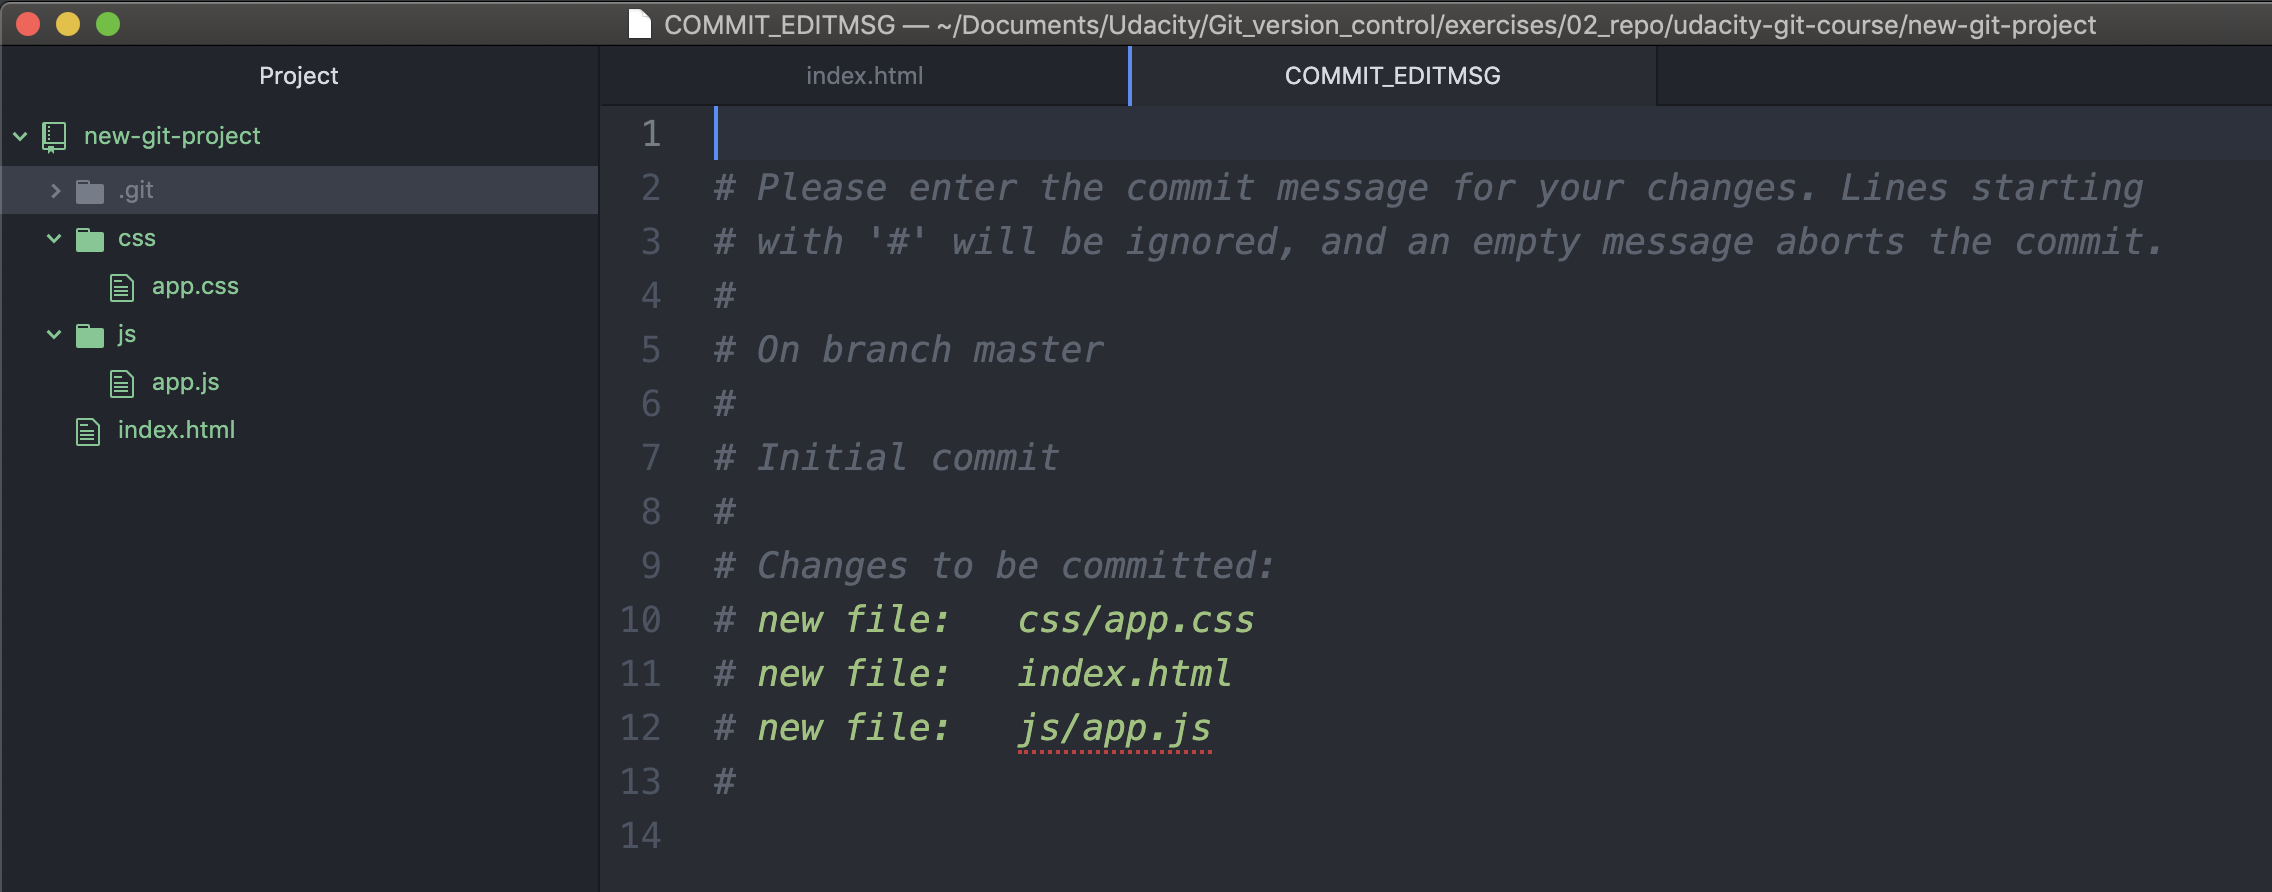 COMMIT_EDITMSG — ~/Documents/Udacity/Git_version_control/exercises/02_repo/udacity-git-course/new-git-project
Project
new-git-project
.git
css
app.css
js
app.js
index.html
index.html
COMMIT_EDITMSG
1
2 # Please enter the commit message for your changes. Lines starting
3 # with '#' will be ignored, and an empty message aborts the commit.
4 #
5 # On branch master
6 #
7 # Initial commit
8 #
9 # Changes to be committed:
10 # new file:   css/app.css
11 # new file:   index.html
12 # new file:   js/app.js
13 #
14